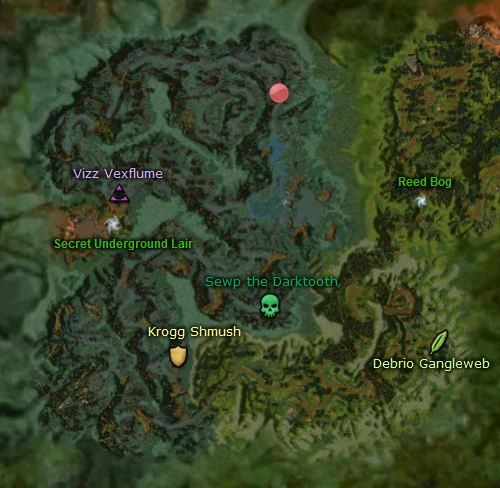 Vizz Vexflume
Reed Bog
Secret Underground Lair
Sewp the Darktooth
Krogg Shmush
Debrio Gangleweb